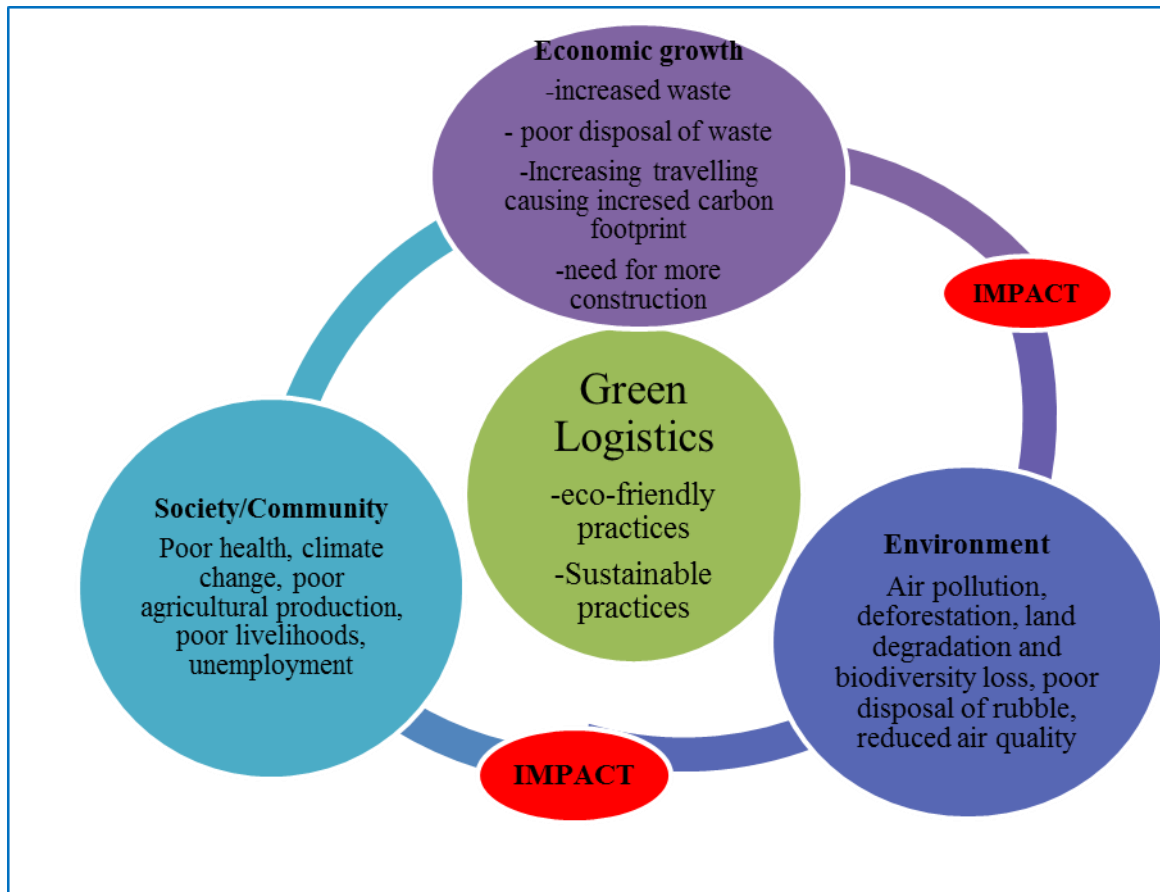 Economic growth
-increased waste
- poor disposal of waste
-Increasing travelling
causing incresed carbon
footprint
-need for more
construction
IMPACT
Green
Logistics
-eco-friendly
practices
-Sustainable
practices
Society/Community
Poor health, climate
change, poor
agricultural production,
poor livelihoods,
unemployment
Environment
Air pollution,
deforestation, land
degradation and
biodiversity loss, poor
disposal of rubble,
reduced air quality
IMPACT